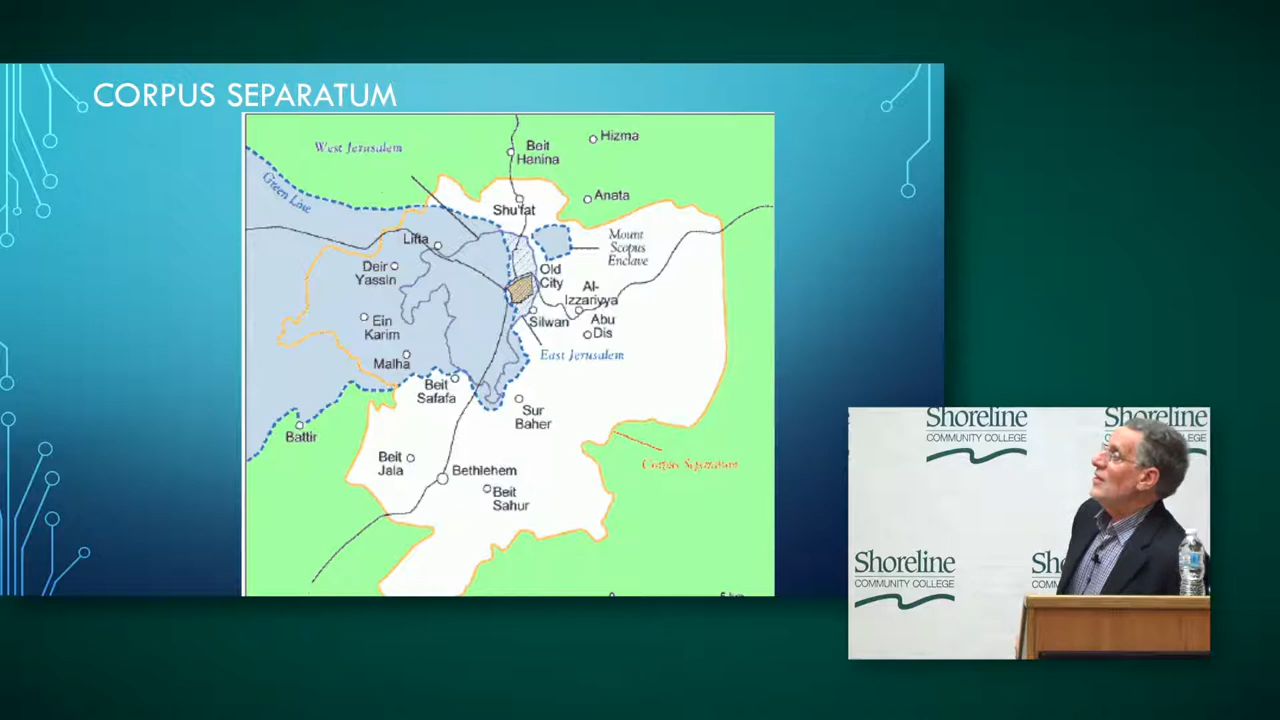 CORPUS SEPARATUM
West Jerusalem
Beit
Hanina
Hizma
Green Line
Anata
Shu'fat
Mount
Scopus
Enclave
Lifta
Deir
Yassin
Old
City
Al-
Izzariyya
Ein
Karim
Silwan
Abu
Dis
East Jerusalem
Malha
Beit
Safafa
Sur
Baher
Battir
Beit
Jala
Bethlehem
Corpus Separatum
Beit
Sahur
Shoreline
COMMUNITY COLLEGE
Shoreline
COMMUNITY COLLEGE
Shoreline
COMMUNITY COLLEGE